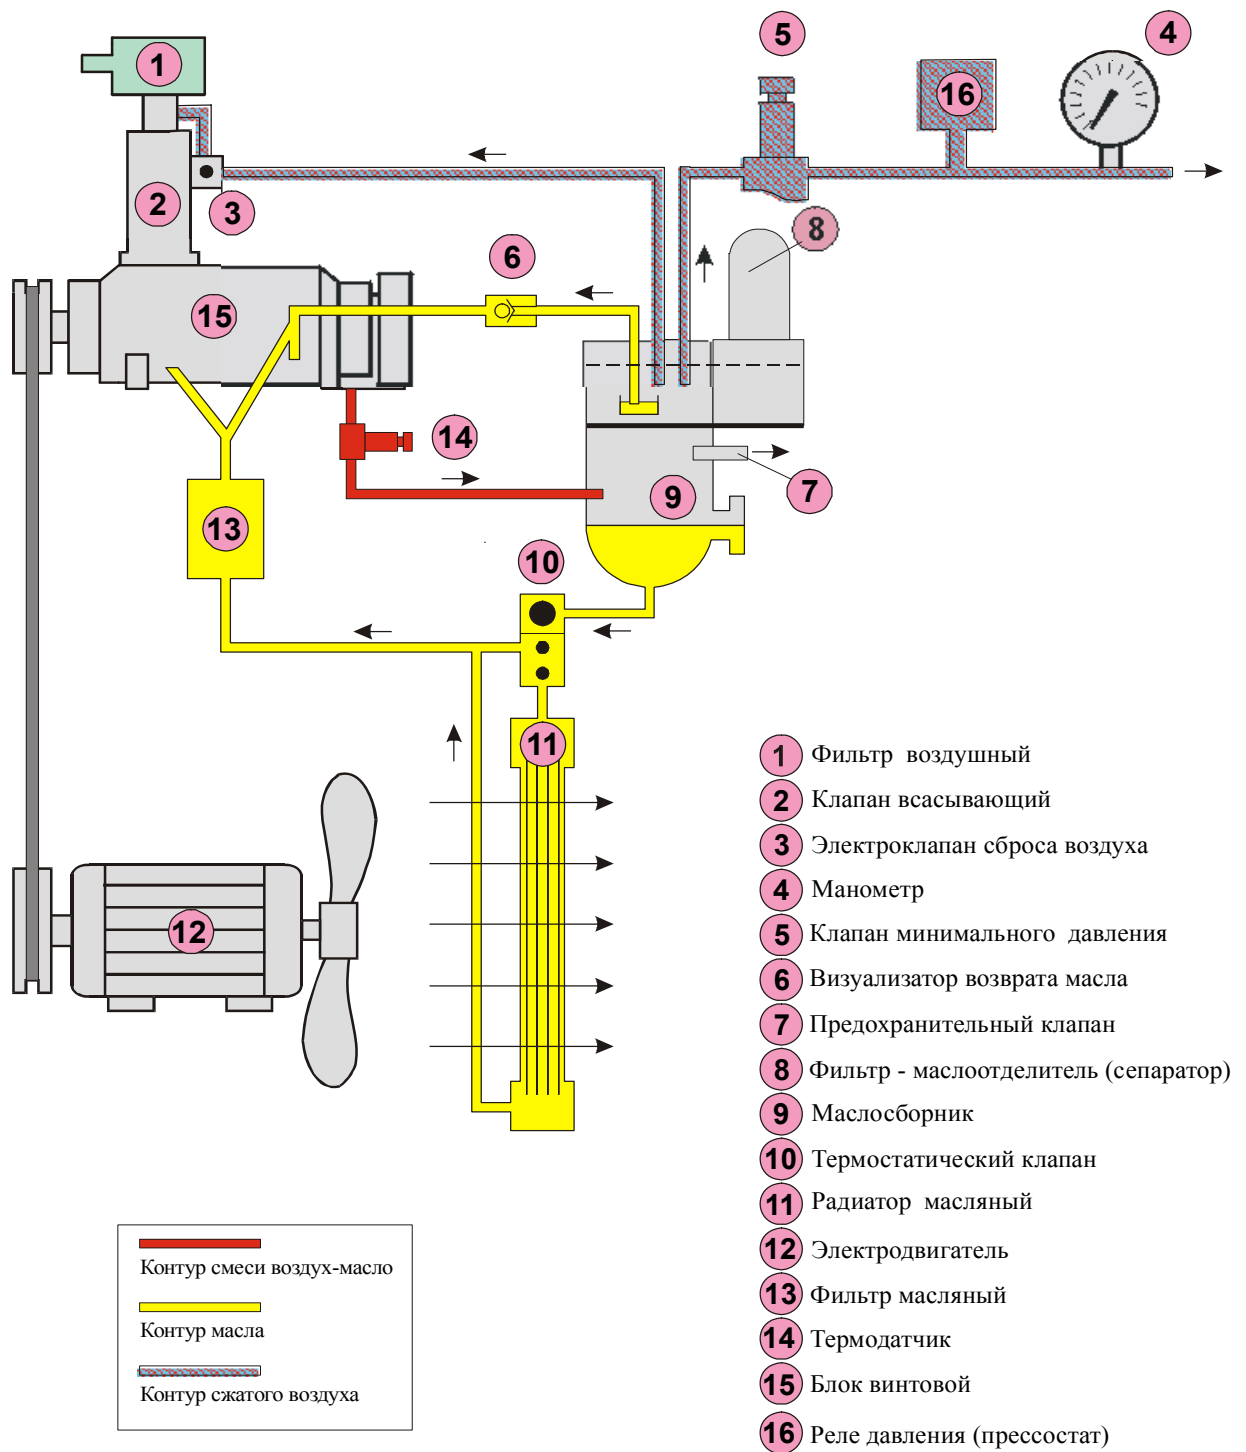 1
5
4
16
2
3
8
6
15
14
9
7
13
10
11
12
1 Фильтр воздушный
2 Клапан всасывающий
3 Электроклапан сброса воздуха
4 Манометр
5 Клапан минимального давления
6 Визуализатор возврата масла
7 Предохранительный клапан
8 Фильтр - маслоотделитель (сепаратор)
9 Маслосборник
10 Термостатический клапан
11 Радиатор масляный
12 Электродвигатель
13 Фильтр масляный
14 Термодатчик
15 Блок винтовой
16 Реле давления (прессостат)
Контур смеси воздух-масло
Контур масла
Контур сжатого воздуха